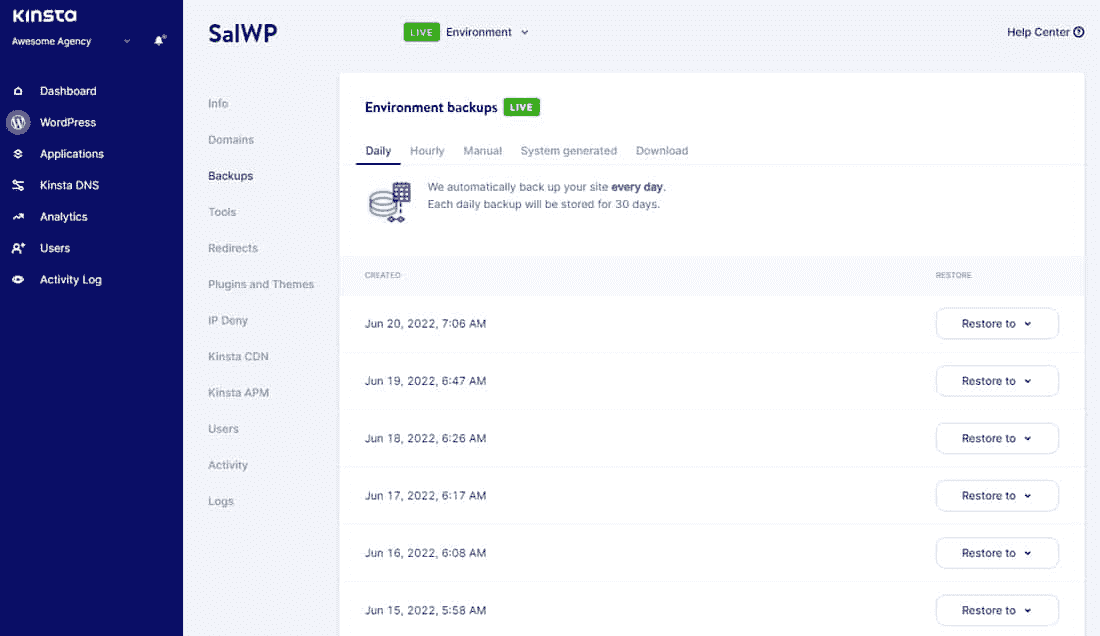 KINSTA
Awesome Agency
Dashboard
WordPress
Applications
Kinsta DNS
Analytics
Users
Activity Log
SalWP
LIVE Environment
Help Center
Info
Domains
Backups
Tools
Redirects
Plugins and Themes
IP Deny
Kinsta CDN
Kinsta APM
Users
Activity
Logs
Environment backups LIVE
Daily Hourly Manual System generated Download
We automatically back up your site every day.
Each daily backup will be stored for 30 days.
CREATED RESTORE
Jun 20, 2022, 7:06 AM Restore to
Jun 19, 2022, 6:47 AM Restore to
Jun 18, 2022, 6:26 AM Restore to
Jun 17, 2022, 6:17 AM Restore to
Jun 16, 2022, 6:08 AM Restore to
Jun 15, 2022, 5:58 AM Restore to